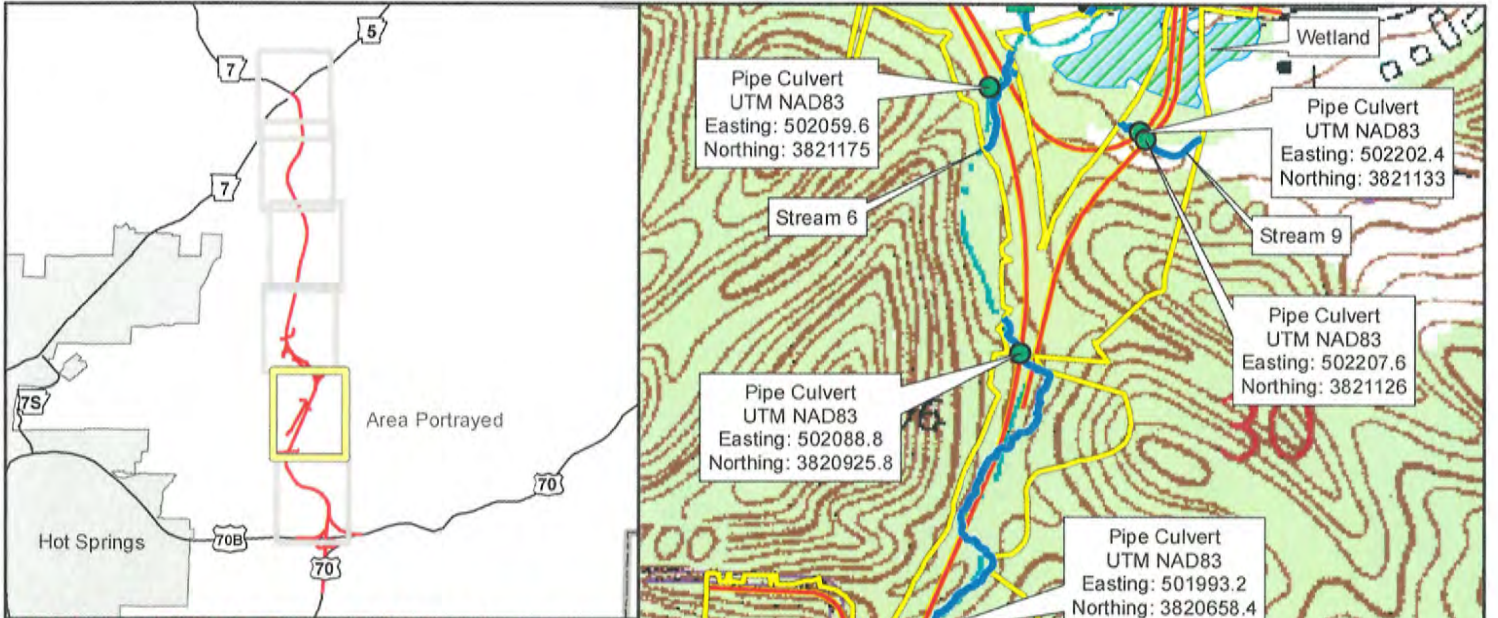 5
7
7
7S
Area Portrayed
Hot Springs
70B
70
70
Wetland
Pipe Culvert
UTM NAD83
Easting: 502059.6
Northing: 3821175
Pipe Culvert
UTM NAD83
Easting: 502202.4
Northing: 3821133
Stream 6
Stream 9
Pipe Culvert
UTM NAD83
Easting: 502207.6
Northing: 3821126
Pipe Culvert
UTM NAD83
Easting: 502088.8
Northing: 3820925.8
30
Pipe Culvert
UTM NAD83
Easting: 501993.2
Northing: 3820658.4